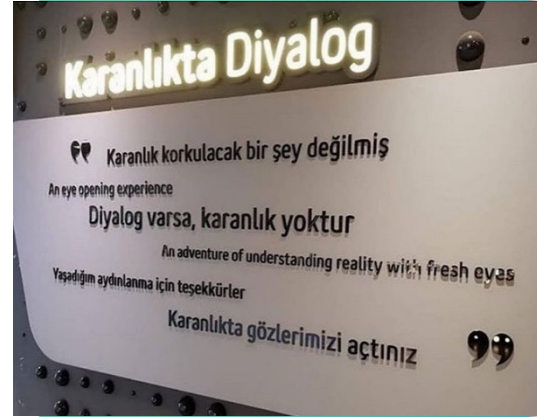 Karanlıkta Diyalog
❞ Karanlık korkulacak bir şey değilmiş
An eye opening experience
Diyalog varsa, karanlık yoktur
An adventure of understanding reality with fresh eyes
Yaşadığım aydınlanma için teşekkürler
Karanlıkta gözlerimizi açtınız ❞